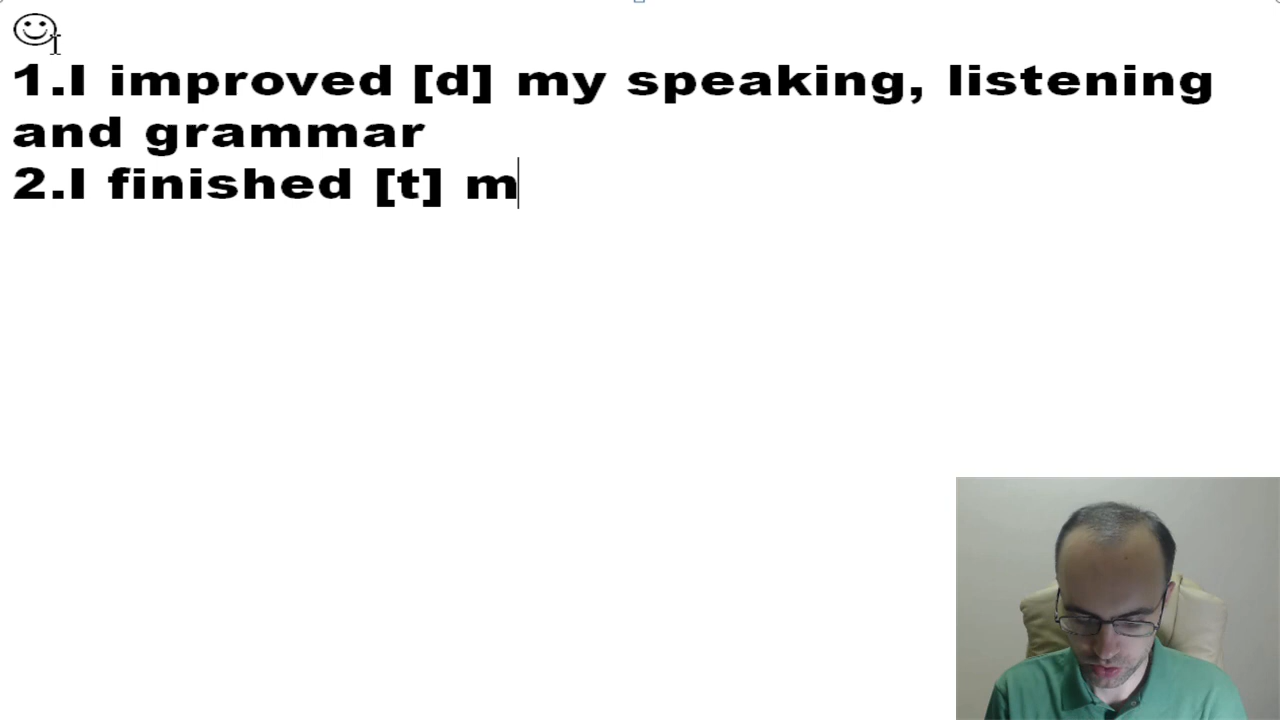 1.I improved [d] my speaking, listening
and grammar
2.I finished [t] m